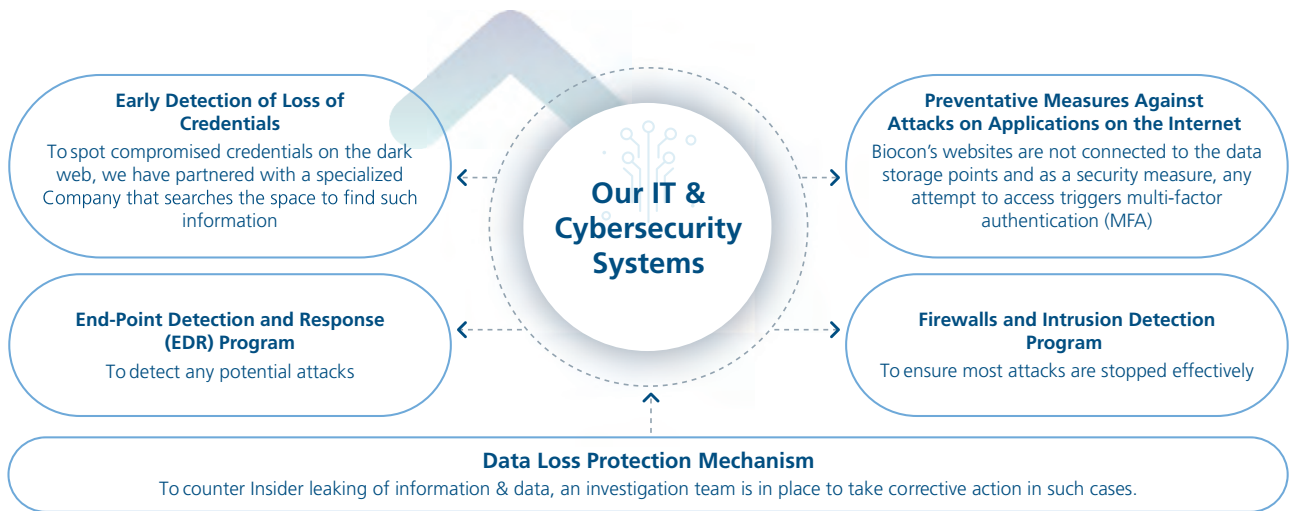 Early Detection of Loss of
Credentials
To spot compromised credentials on the dark
web, we have partnered with a specialized
Company that searches the space to find such
information
End-Point Detection and Response
(EDR) Program
To detect any potential attacks
Our IT &
Cybersecurity
Systems
Preventative Measures Against
Attacks on Applications on the Internet
Biocon’s websites are not connected to the data
storage points and as a security measure, any
attempt to access triggers multi-factor
authentication (MFA)
Firewalls and Intrusion Detection
Program
To ensure most attacks are stopped effectively
Data Loss Protection Mechanism
To counter Insider leaking of information & data, an investigation team is in place to take corrective action in such cases.